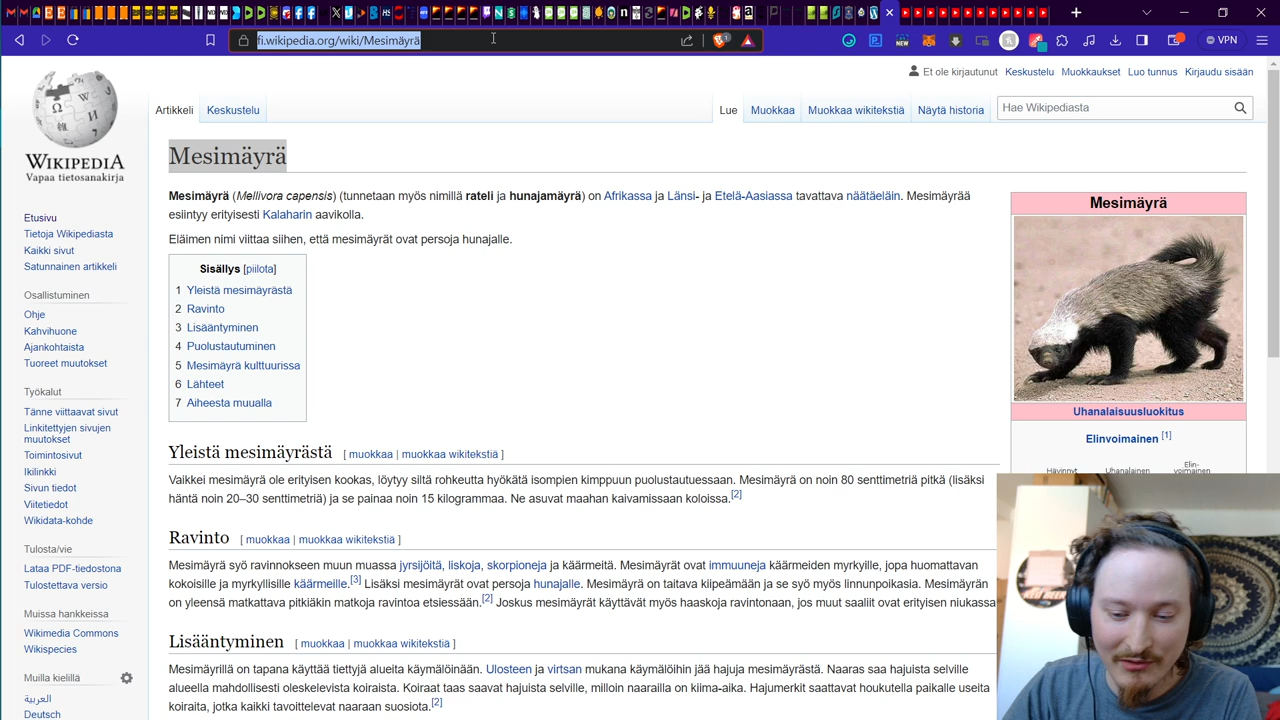 fi.wikipedia.org/wiki/Mesimäyrä
NEW
VPN
Et ole kirjautunut Keskustelu Muokkaukset Luo tunnus Kirjaudu sisään
Artikkeli Keskustelu Lue Muokkaa Muokkaa wikitekstiä Näytä historia Hae Wikipediasta
WIKIPEDIA
Vapaa tietosanakirja
Etusivu
Tietoja Wikipediasta
Kaikki sivut
Satunnainen artikkeli
Osallistuminen
Ohje
Kahvihuone
Ajankohtaista
Tuoreet muutokset
Työkalut
Tänne viittaavat sivut
Linkitettyjen sivujen
muutokset
Toimintosivut
Ikilinkki
Sivun tiedot
Viitetiedot
Wikidata-kohde
Tulosta/vie
Lataa PDF-tiedostona
Tulostettava versio
Muissa hankkeissa
Wikimedia Commons
Wikispecies
Muilla kielillä
العربية
Deutsch
Mesimäyrä
Mesimäyrä (Mellivora capensis) (tunnetaan myös nimillä rateli ja hunajamäyrä) on Afrikassa ja Länsi- ja Etelä-Aasiassa tavattava näätäeläin. Mesimäyrää
esiintyy erityisesti Kalaharin aavikolla.
Eläimen nimi viittaa siihen, että mesimäyrät ovat persoja hunajalle.
Sisällys [piilota]
1 Yleistä mesimäyrästä
2 Ravinto
3 Lisääntyminen
4 Puolustautuminen
5 Mesimäyrä kulttuurissa
6 Lähteet
7 Aiheesta muualla
Yleistä mesimäyrästä [ muokkaa | muokkaa wikitekstiä ]
Vaikkei mesimäyrä ole erityisen kookas, löytyy siltä rohkeutta hyökätä isompien kimppuun puolustautuessaan. Mesimäyrä on noin 80 senttimetriä pitkä (lisäksi
häntä noin 20–30 senttimetriä) ja se painaa noin 15 kilogrammaa. Ne asuvat maahan kaivamissaan koloissa.[2]
Ravinto [ muokkaa | muokkaa wikitekstiä ]
Mesimäyrä syö ravinnokseen muun muassa jyrsijöitä, liskoja, skorpioneja ja käärmeitä. Mesimäyrät ovat immuuneja käärmeiden myrkyille, jopa huomattavan
kokoisille ja myrkyllisille käärmeille.[3] Lisäksi mesimäyrät ovat persoja hunajalle. Mesimäyrä on taitava kiipeämään ja se syö myös linnunpoikasia. Mesimäyrän
on yleensä matkattava pitkiäkin matkoja ravintoa etsiessään.[2] Joskus mesimäyrät käyttävät myös haaskoja ravintonaan, jos muut saaliit ovat erityisen niukassa
Lisääntyminen [ muokkaa | muokkaa wikitekstiä ]
Mesimäyrillä on tapana käyttää tiettyjä alueita käymälöinään. Ulosteen ja virtsan mukana käymälöihin jää hajuja mesimäyrästä. Naaras saa hajuista selville
alueella mahdollisesti oleskelevista koiraista. Koiraat taas saavat hajuista selville, milloin naarailla on kiima-aika. Hajumerkit saattavat houkutella paikalle useita
koiraita, jotka kaikki tavoittelevat naaraan suosiota.[2]
Mesimäyrä
Uhanalaisuusluokitus
Elinvoimainen [1]
Hävinnyt Uhanalainen Elin-
voimainen